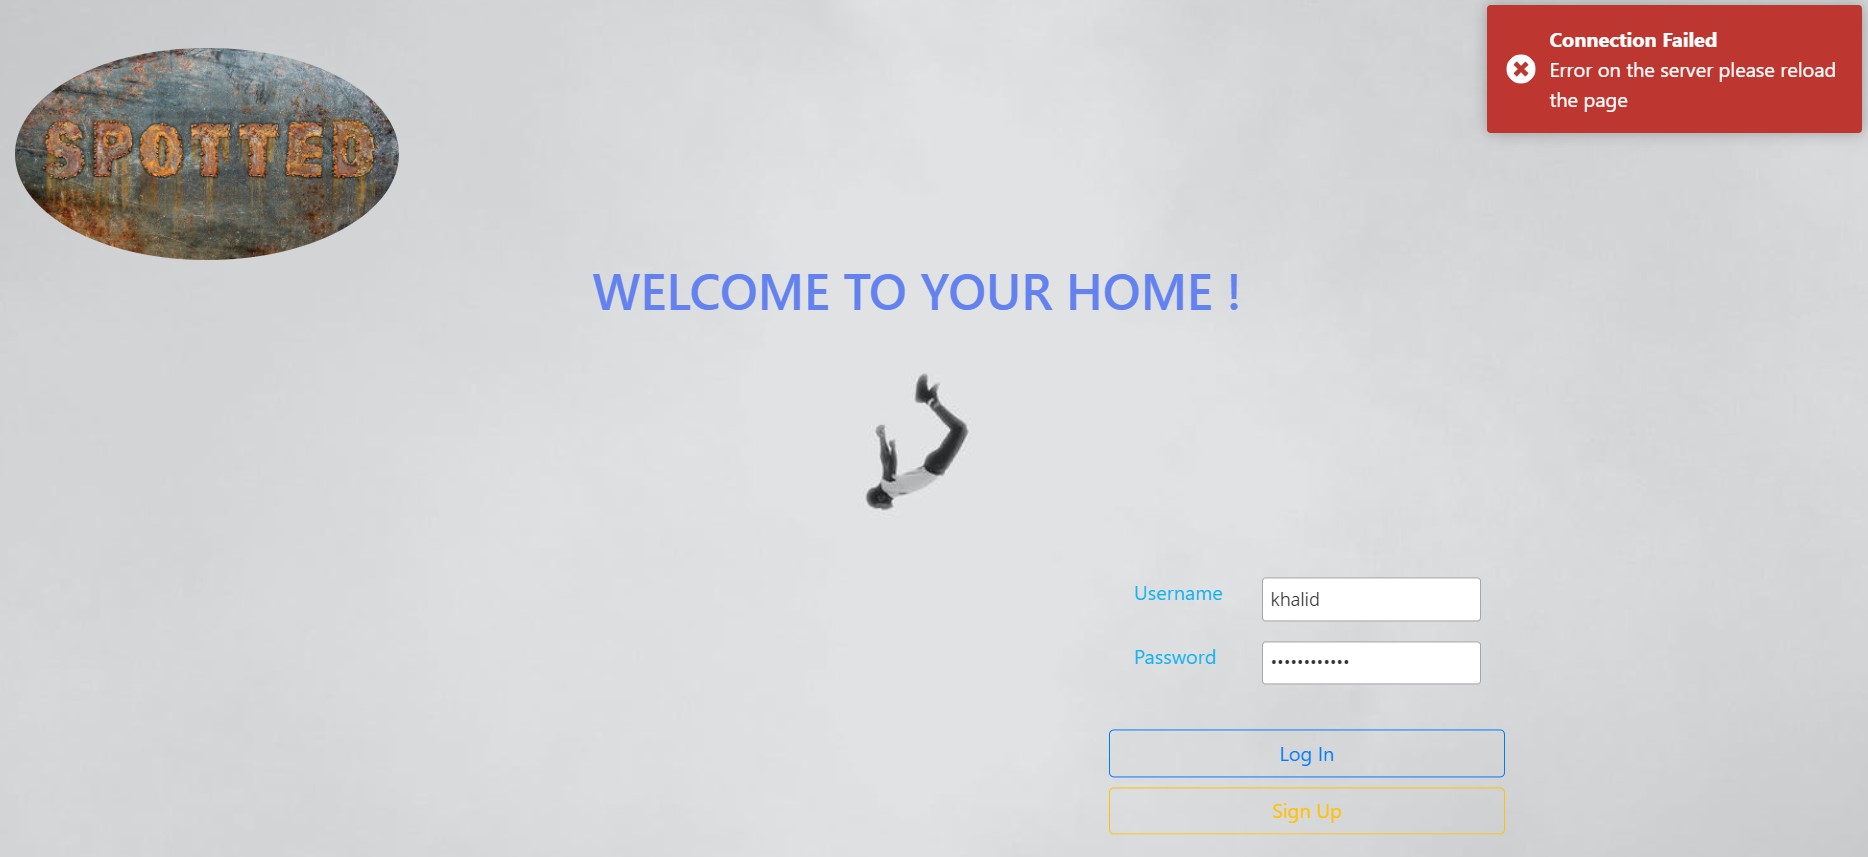 SPOTTED
Connection Failed
Error on the server please reload
the page
WELCOME TO YOUR HOME !
Username
khalid
Password
••••••••••••
Log In
Sign Up